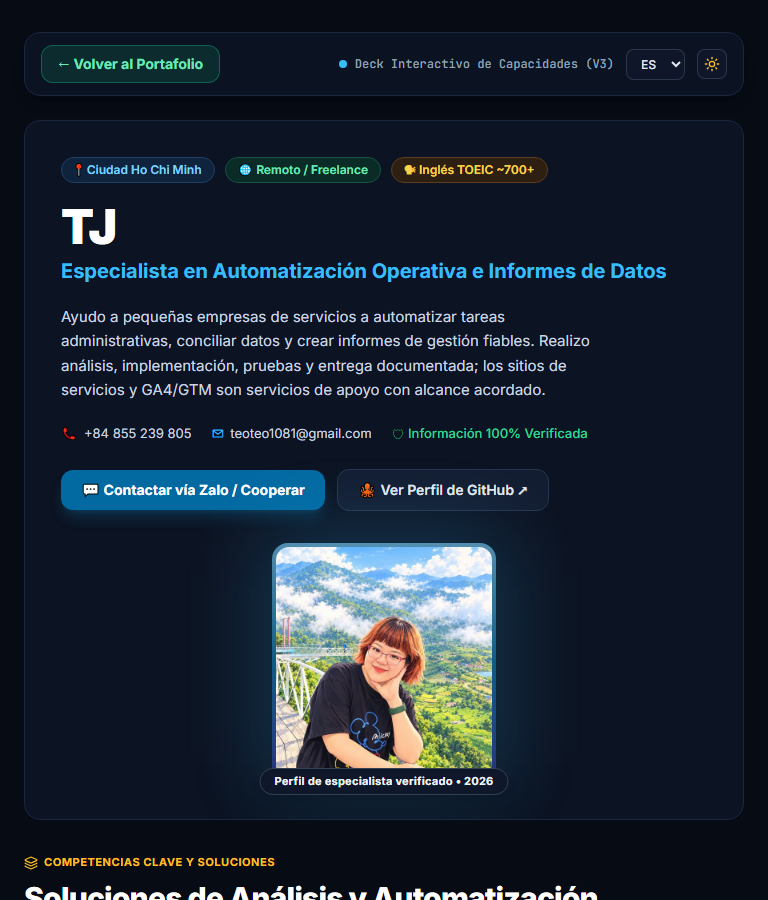 ← Volver al Portafolio
Deck Interactivo de Capacidades (V3)
ES
Ciudad Ho Chi Minh
Remoto / Freelance
Inglés TOEIC ~700+
TJ
Especialista en Automatización Operativa e Informes de Datos
Ayudo a pequeñas empresas de servicios a automatizar tareas
administrativas, conciliar datos y crear informes de gestión fiables. Realizo
análisis, implementación, pruebas y entrega documentada; los sitios de
servicios y GA4/GTM son servicios de apoyo con alcance acordado.
+84 855 239 805
teoteo1081@gmail.com
Información 100% Verificada
Contactar vía Zalo / Cooperar
Ver Perfil de GitHub ↗
Perfil de especialista verificado • 2026
COMPETENCIAS CLAVE Y SOLUCIONES
Soluciones de Análisis y Automatización